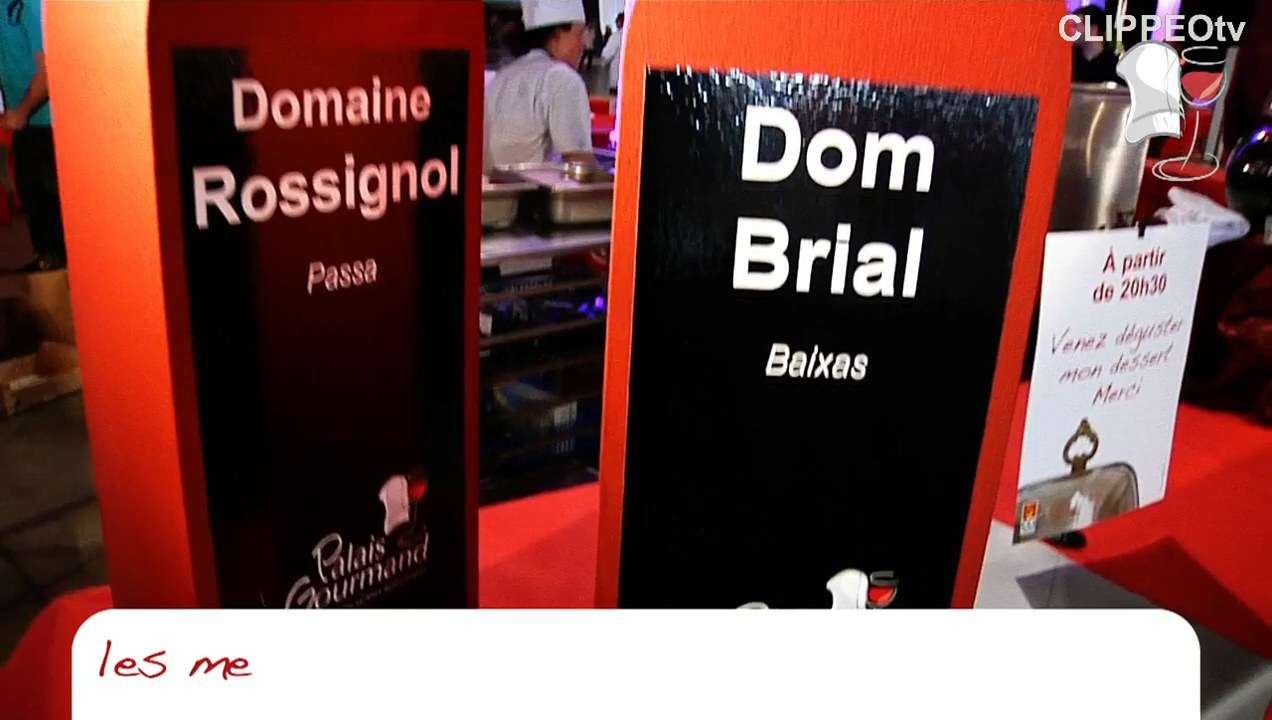 CLIPPEOtv
Domaine
Rossignol
Passa
Palais
Gourmand
Dom
Brial
Baixas
À partir
de 20h30
Venez déguster
mon dessert
Merci
les me